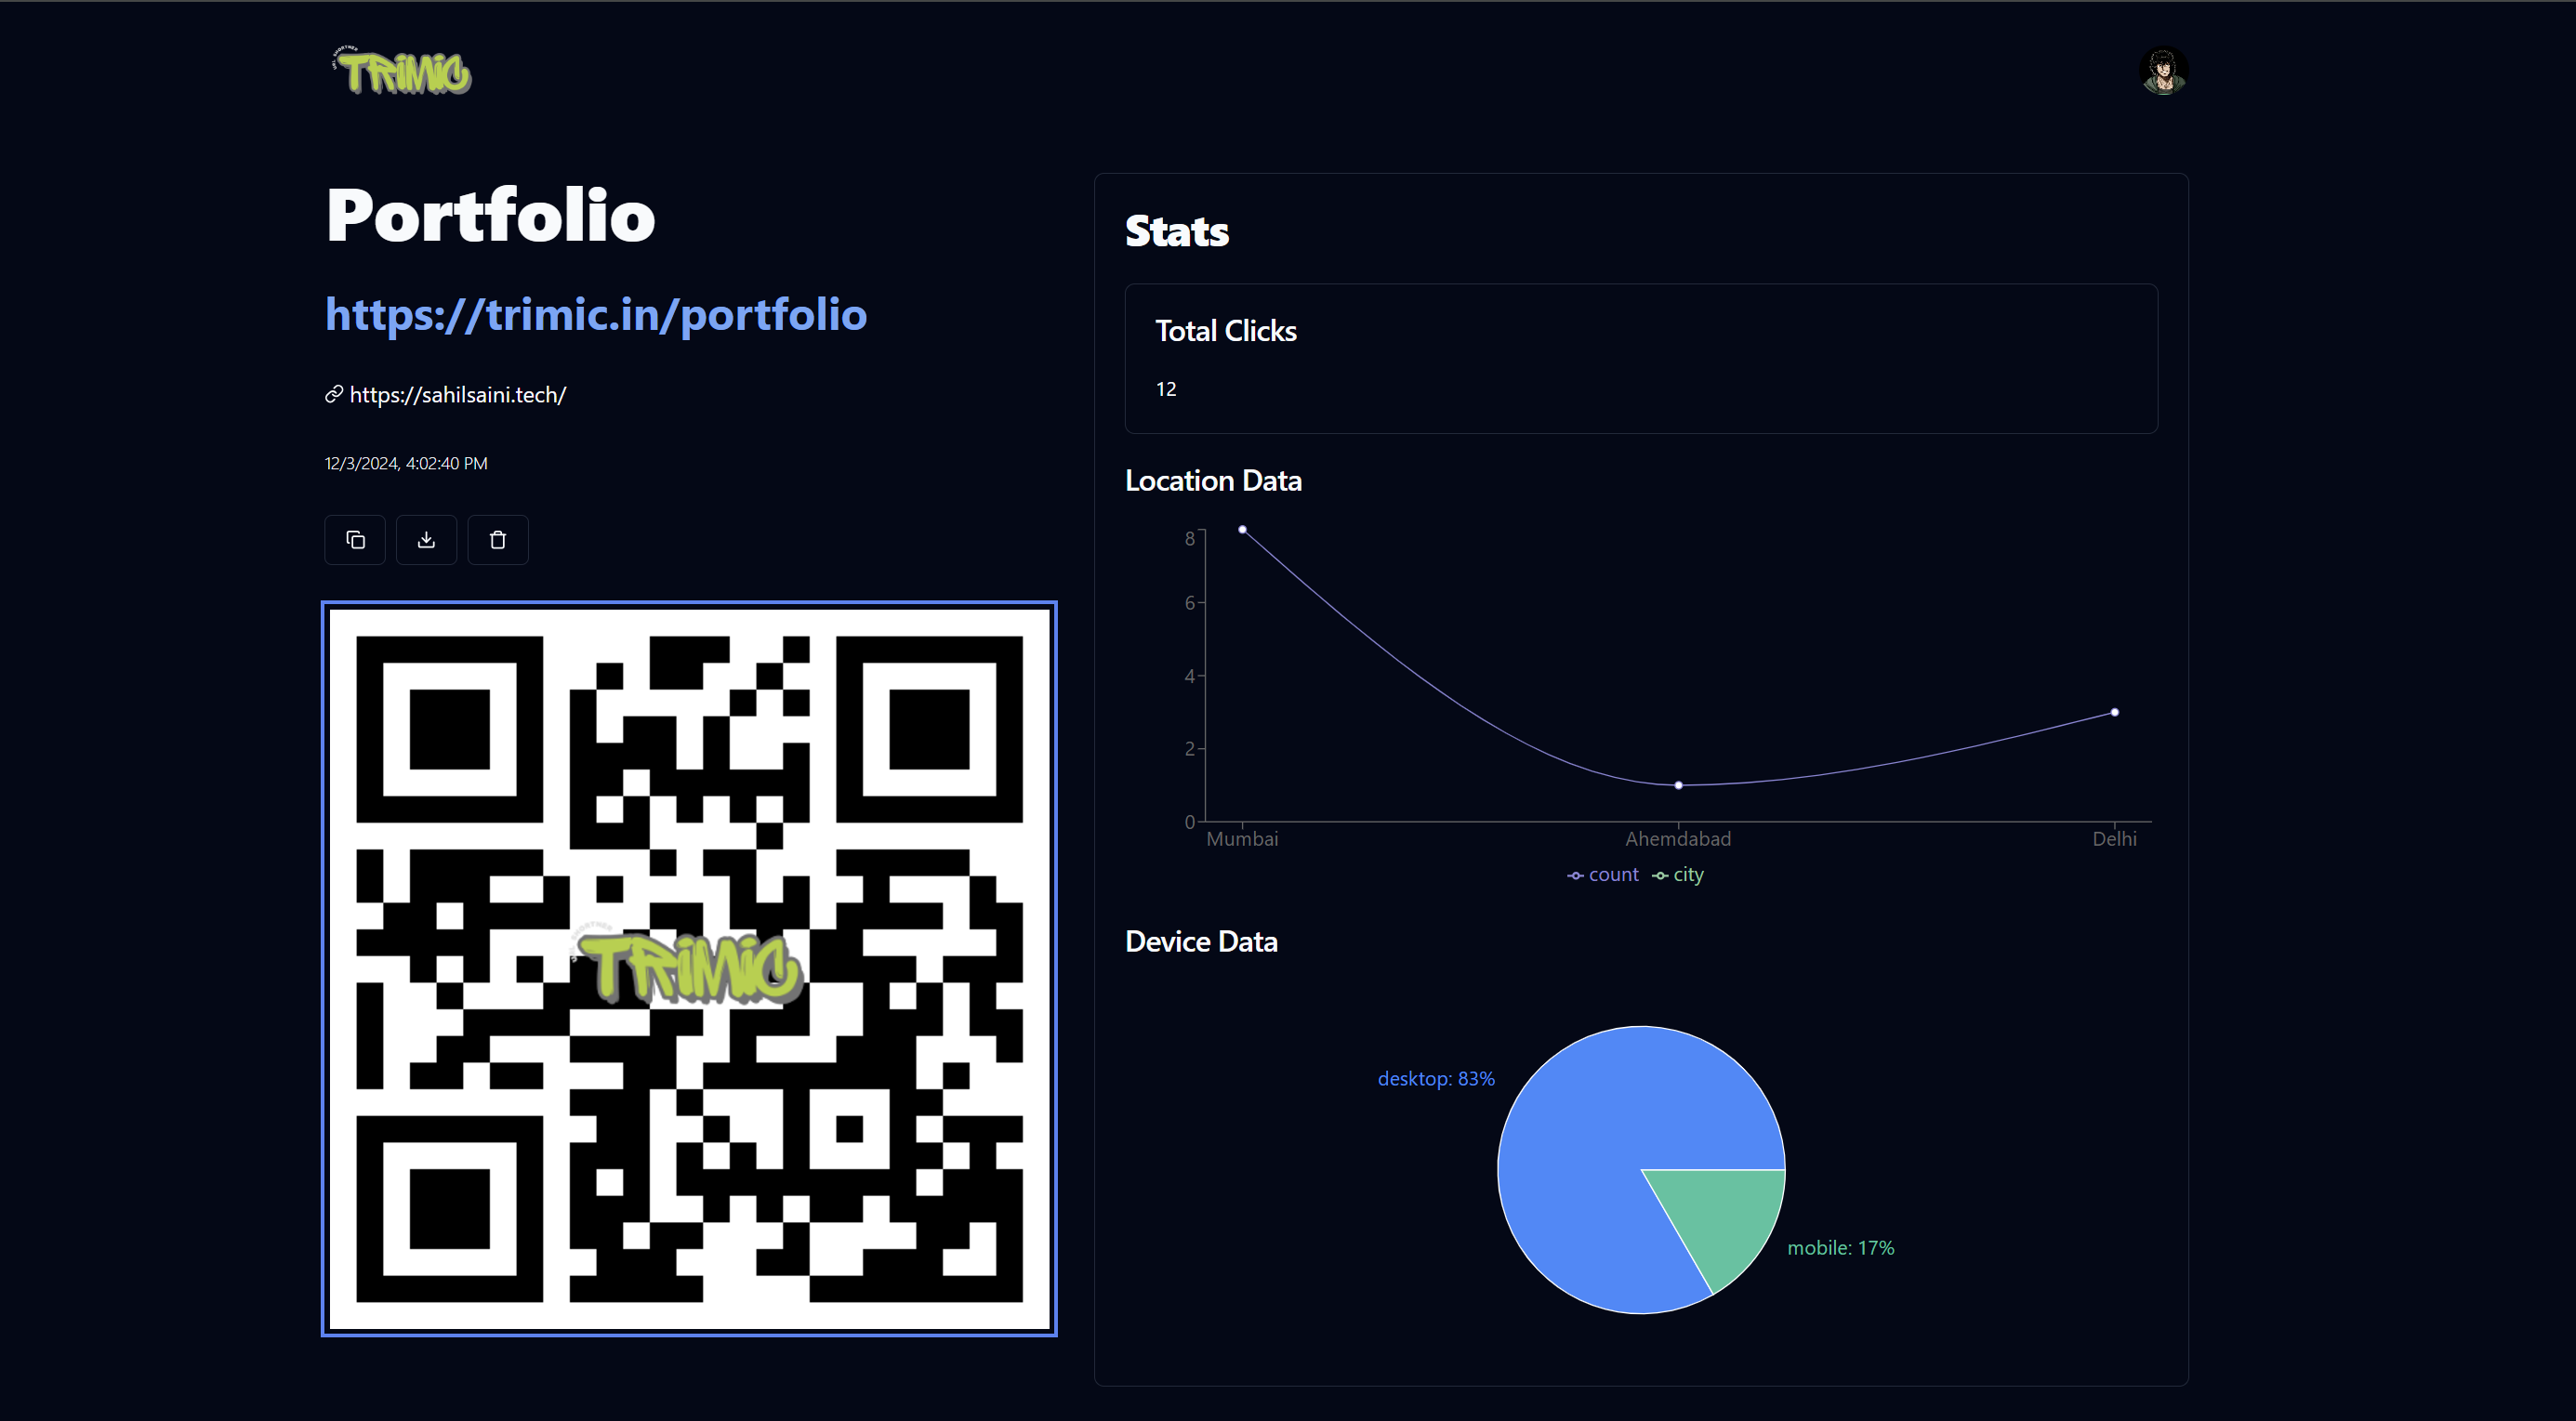 URL SHORTNER
TRIMIC
Portfolio
https://trimic.in/portfolio
https://sahilsaini.tech/
12/3/2024, 4:02:40 PM
TRIMIC
Stats
Total Clicks
12
Location Data
8
6
4
2
0
Mumbai Ahemdabad Delhi
count city
Device Data
desktop: 83%
mobile: 17%